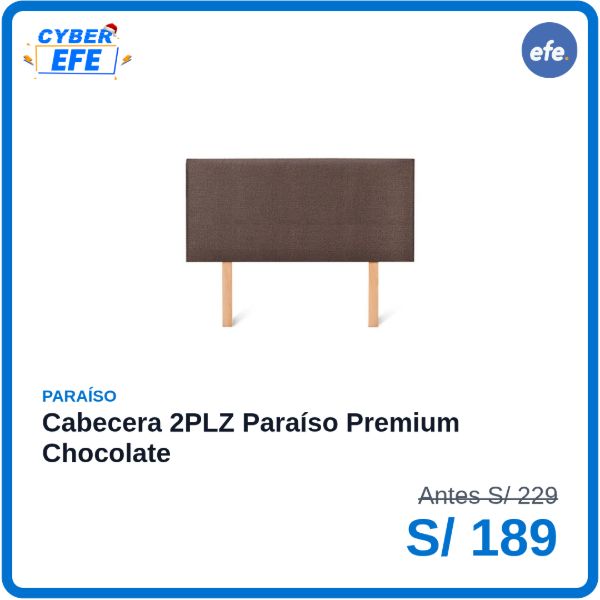 CYBER
EFE
efe.
PARAÍSO
Cabecera 2PLZ Paraíso Premium
Chocolate
Antes S/ 229
S/ 189